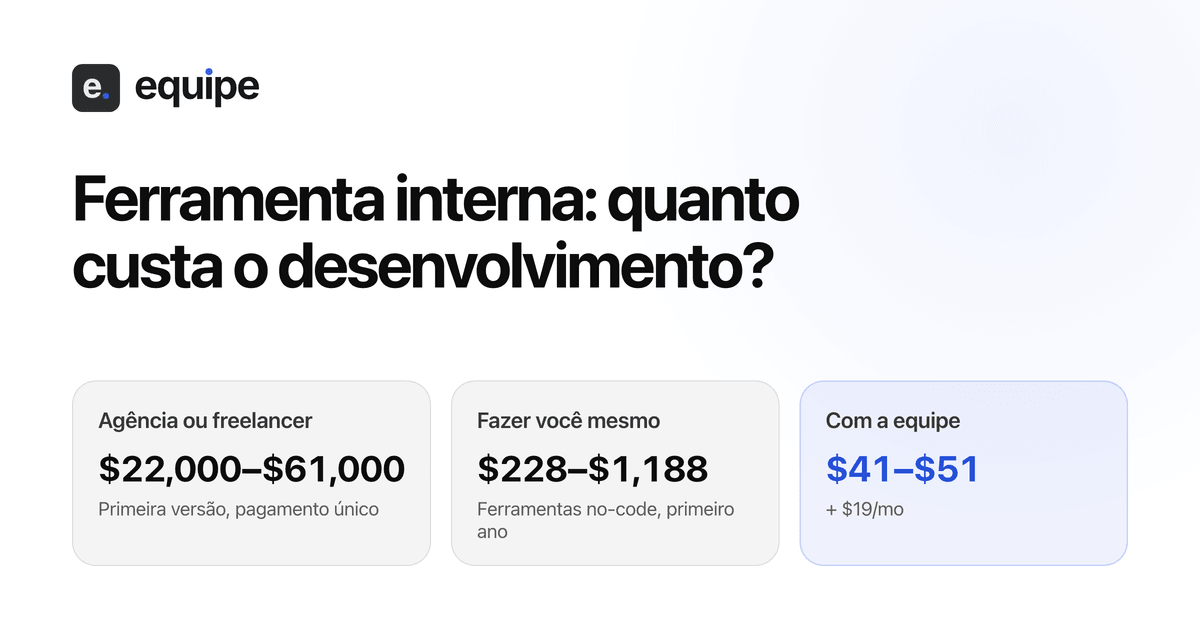 e.
equipe
Ferramenta interna: quanto
custa o desenvolvimento?
Agência ou freelancer
$22,000–$61,000
Primeira versão, pagamento único
Fazer você mesmo
$228–$1,188
Ferramentas no-code, primeiro
ano
Com a equipe
$41–$51
+ $19/mo